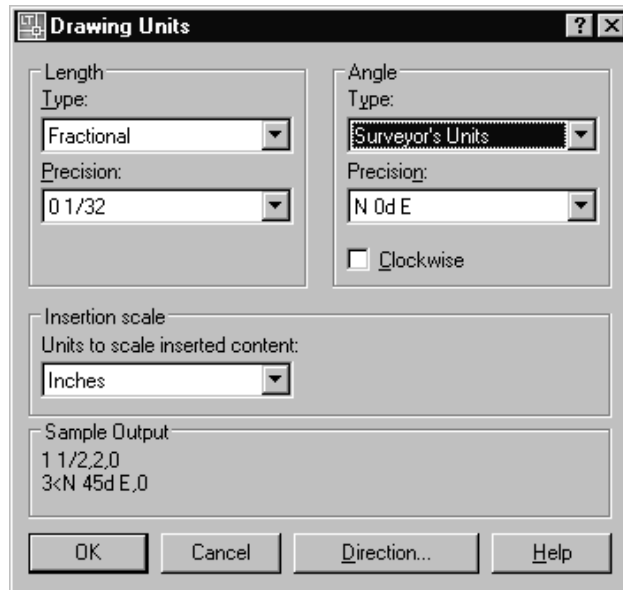 LT
Drawing Units
Length
Type:
Fractional
Precision:
0 1/32
Angle
Type:
Surveyor's Units
Precision:
N 0d E
Clockwise
Insertion scale
Units to scale inserted content:
Inches
Sample Output
1 1/2,2,0
3<N 45d E,0
OK
Cancel
Direction...
Help